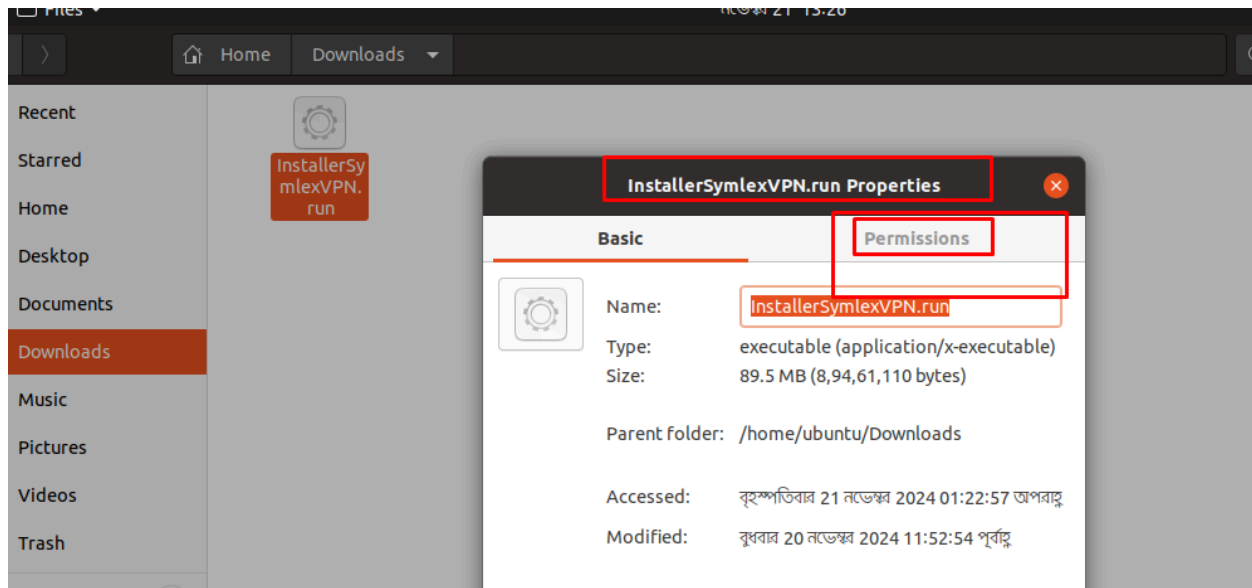 Files
নভেম্বর 21 13:26
Home
Downloads
Recent
Starred
Home
Desktop
Documents
Downloads
Music
Pictures
Videos
Trash
InstallerSy
mlexVPN.
run
InstallerSymlexVPN.run Properties
Basic
Permissions
Name:
InstallerSymlexVPN.run
Type:
executable (application/x-executable)
Size:
89.5 MB (8,94,61,110 bytes)
Parent folder:
/home/ubuntu/Downloads
Accessed:
বৃহস্পতিবার 21 নভেম্বর 2024 01:22:57 অপরাহ্ণ
Modified:
বুধবার 20 নভেম্বর 2024 11:52:54 পূর্বাহ্ণ